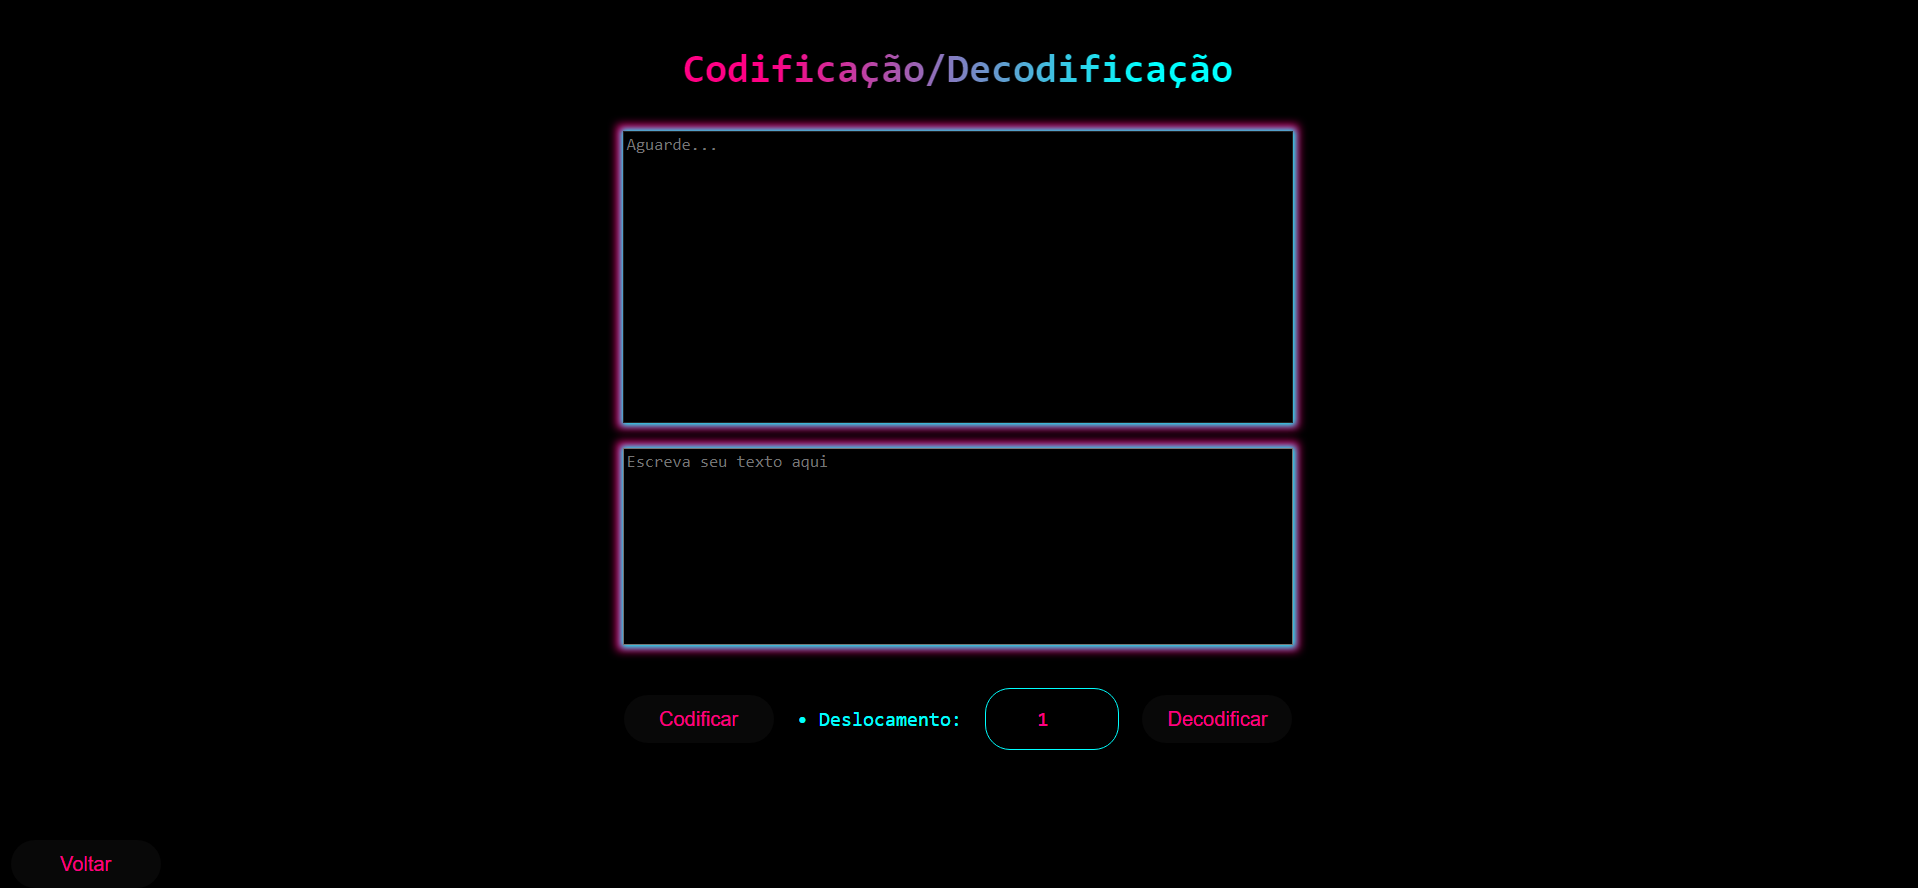 Codificação/Decodificação
Aguarde...
Escreva seu texto aqui
Codificar • Deslocamento: 1 Decodificar
Voltar